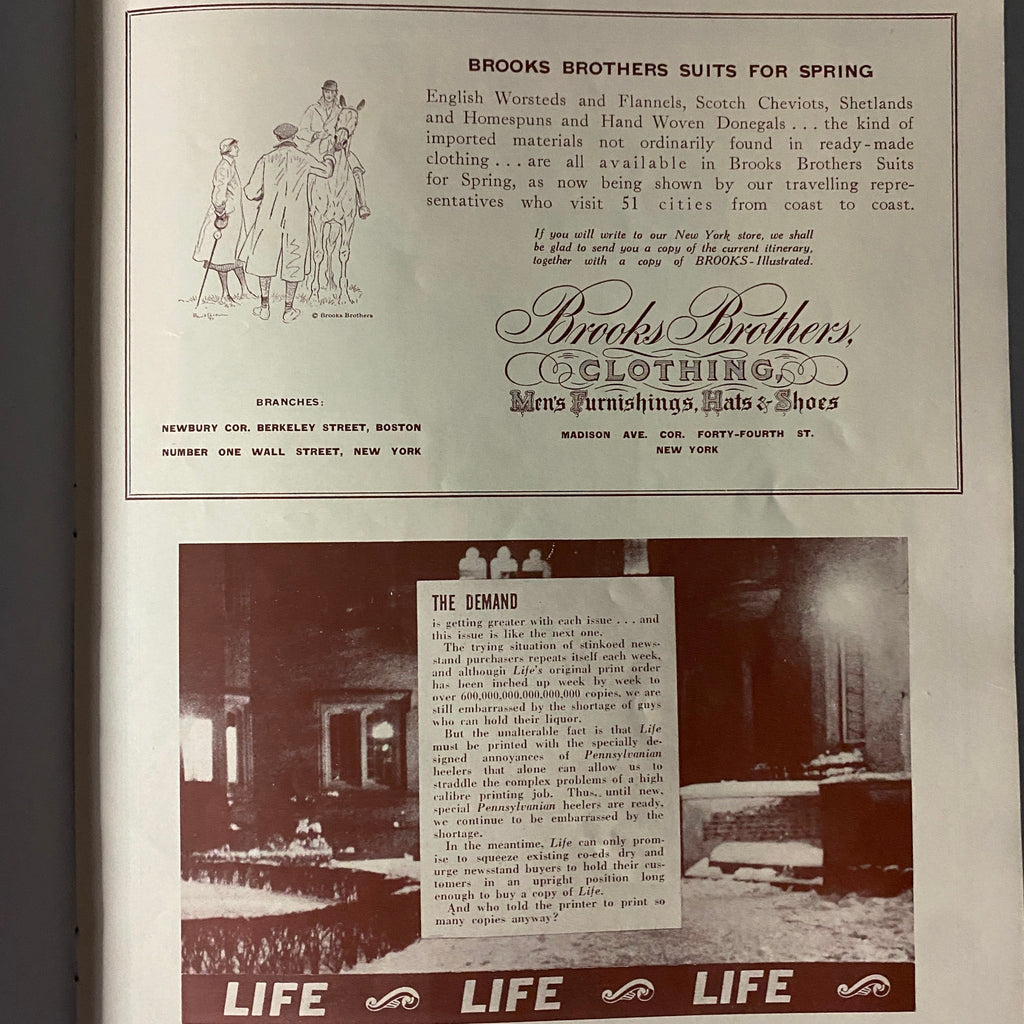 BROOKS BROTHERS SUITS FOR SPRING
English Worsteds and Flannels, Scotch Cheviots, Shetlands
and Homespuns and Hand Woven Donegals . . . the kind of
imported materials not ordinarily found in ready-made
clothing . . . are all available in Brooks Brothers Suits
for Spring, as now being shown by our travelling repre-
sentatives who visit 51 cities from coast to coast.
If you will write to our New York store, we shall
be glad to send you a copy of the current itinerary,
together with a copy of BROOKS-Illustrated.
© Brooks Brothers
Brooks Brothers,
CLOTHING,
Men's Furnishings, Hats & Shoes
MADISON AVE. COR. FORTY-FOURTH ST.
NEW YORK
BRANCHES:
NEWBURY COR. BERKELEY STREET, BOSTON
NUMBER ONE WALL STREET, NEW YORK
THE DEMAND
is getting greater with each issue . . . and
this issue is like the next one.
The trying situation of stinkoed news-
stand purchasers repeats itself each week,
and although Life's original print order
has been inched up week by week to
over 600,000,000,000,000,000 copies, we are
still embarrassed by the shortage of guys
who can hold their liquor.
But the unalterable fact is that Life
must be printed with the specially de-
signed annoyances of Pennsylvanian
heelers that alone can allow us to
straddle the complex problems of a high
calibre printing job. Thus, until new,
special Pennsylvanian heelers are ready,
we continue to be embarrassed by the
shortage.
In the meantime, Life can only prom-
ise to squeeze existing co-eds dry and
urge newsstand buyers to hold their cus-
tomers in an upright position long
enough to buy a copy of Life.
And who told the printer to print so
many copies anyway?
LIFE LIFE LIFE